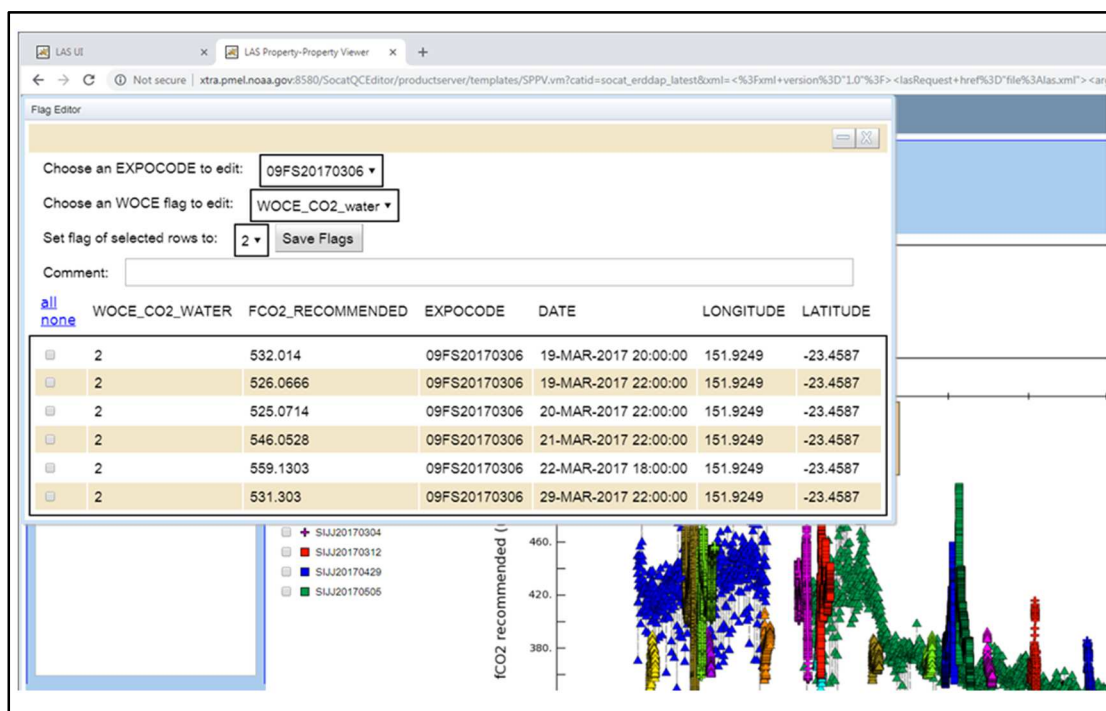 LAS UI × LAS Property-Property Viewer × +
Not secure | xtra.pmel.noaa.gov:8580/SocatQCEditor/productserver/templates/SPPV.vm?catid=socat_erddap_latest&xml=<%3Fxml+version%3D"1.0"%3F><lasRequest+href%3D"file%3Alas.xml"><are
Flag Editor
Choose an EXPOCODE to edit: 09FS20170306
Choose an WOCE flag to edit: WOCE_CO2_water
Set flag of selected rows to: 2 Save Flags
Comment:
all
none WOCE_CO2_WATER FCO2_RECOMMENDED EXPOCODE DATE LONGITUDE LATITUDE
2 532.014 09FS20170306 19-MAR-2017 20:00:00 151.9249 -23.4587
2 526.0666 09FS20170306 19-MAR-2017 22:00:00 151.9249 -23.4587
2 525.0714 09FS20170306 20-MAR-2017 22:00:00 151.9249 -23.4587
2 546.0528 09FS20170306 21-MAR-2017 22:00:00 151.9249 -23.4587
2 559.1303 09FS20170306 22-MAR-2017 18:00:00 151.9249 -23.4587
2 531.303 09FS20170306 29-MAR-2017 22:00:00 151.9249 -23.4587
SIJJ20170304
SIJJ20170312
SIJJ20170429
SIJJ20170505
fCO2 recommended (
460.
420.
380.